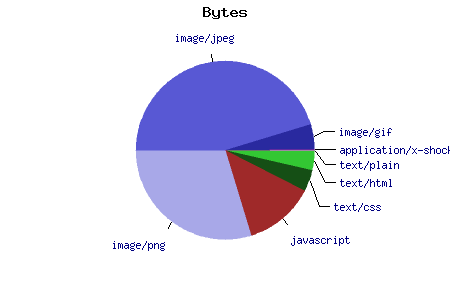 Bytes
image/jpeg
image/gif
application/x-shock
text/plain
text/html
text/css
javascript
image/png